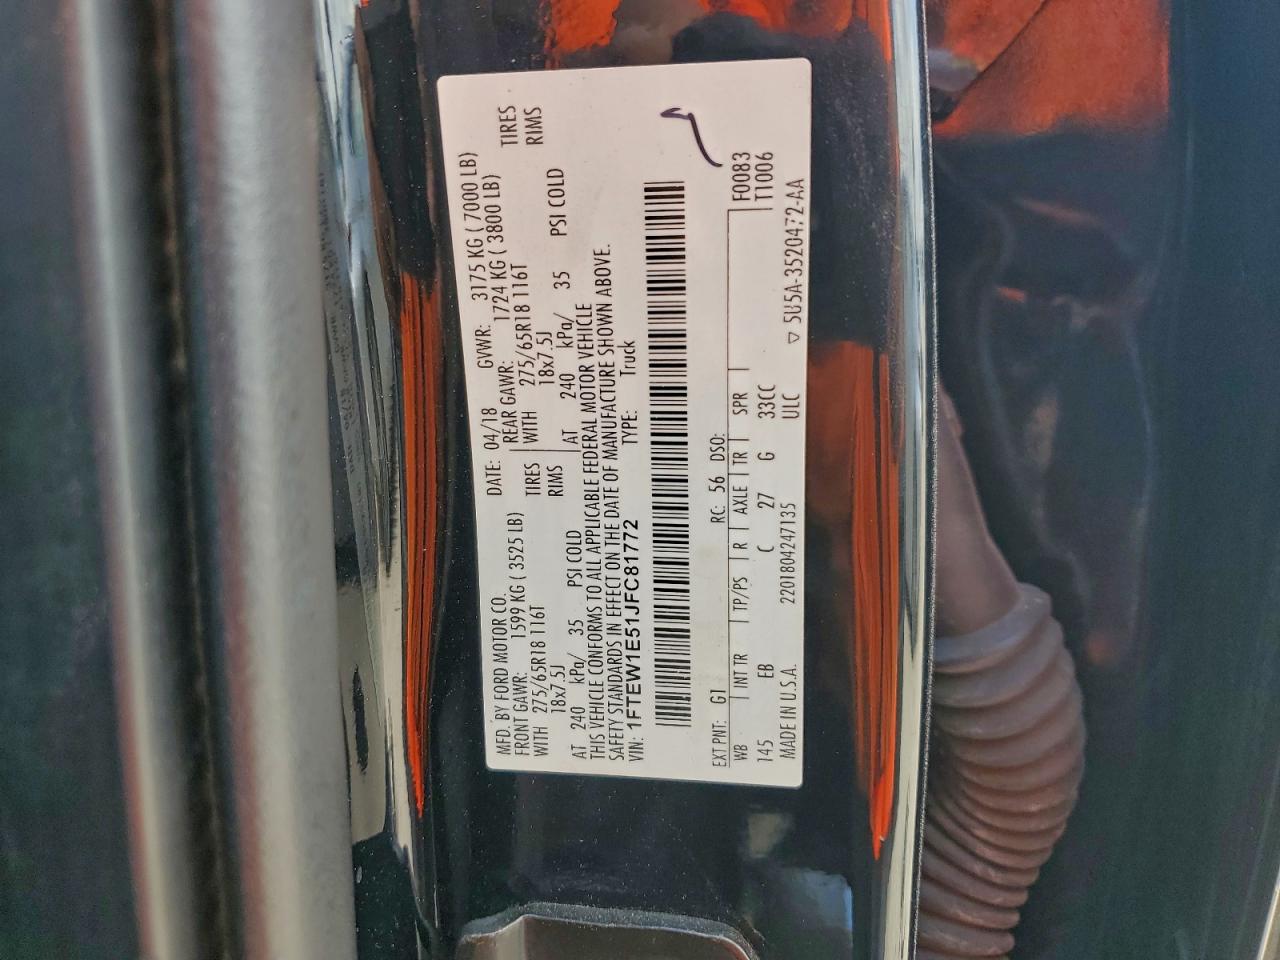 MFD. BY FORD MOTOR CO.
DATE: 04/18 GVWR: 3175 KG ( 7000 LB)
FRONT GAWR: 1599 KG ( 3525 LB) REAR GAWR: 1724 KG ( 3800 LB)
WITH 275/65R18 116T TIRES WITH 275/65R18 116T TIRES
18x7.5J RIMS 18x7.5J RIMS
AT 240 kPa/ 35 PSI COLD AT 240 kPa/ 35 PSI COLD
THIS VEHICLE CONFORMS TO ALL APPLICABLE FEDERAL MOTOR VEHICLE
SAFETY STANDARDS IN EFFECT ON THE DATE OF MANUFACTURE SHOWN ABOVE.
VIN: 1FTEW1E51JFC81772 TYPE: Truck
EXT PNT: G1 RC: 56 DSO: F0083
WB INT TR TP/PS R AXLE TR SPR T1006
145 EB C 27 G 33CC
MADE IN U.S.A. 2201804247135 ULC ▽ 5U5A-3520472-AA